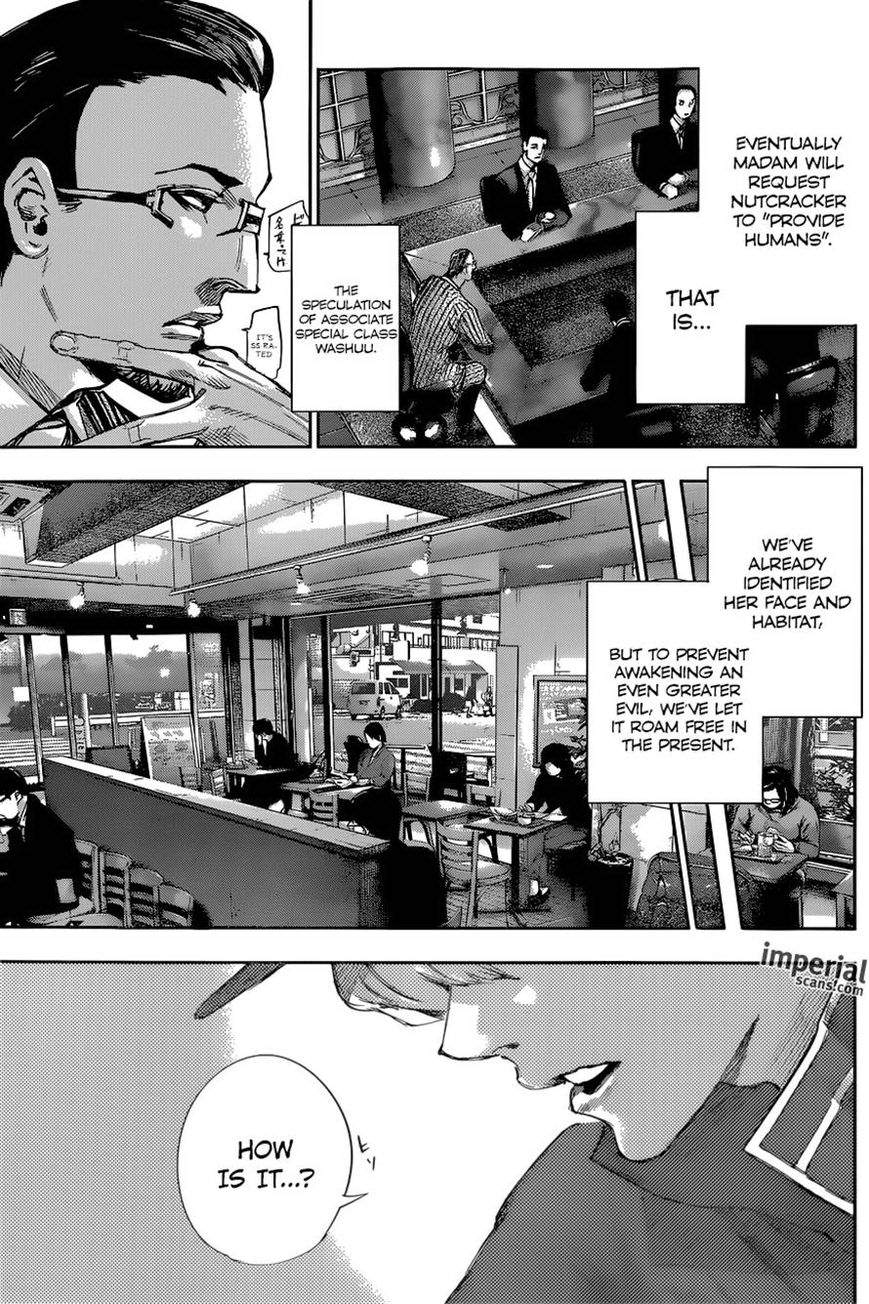 EVENTUALLY
MADAM WILL
REQUEST
NUTCRACKER
TO "PROVIDE
HUMANS".
THAT
IS...
THE
SPECULATION
OF ASSOCIATE
SPECIAL CLASS
WASHUU.
IT'S
SS RA-
TED
WE'VE
ALREADY
IDENTIFIED
HER FACE AND
HABITAT,
BUT TO PREVENT
AWAKENING AN
EVEN GREATER
EVIL, WE'VE LET
IT ROAM FREE IN
THE PRESENT.
imperial
scans.com
HOW
IS IT...?